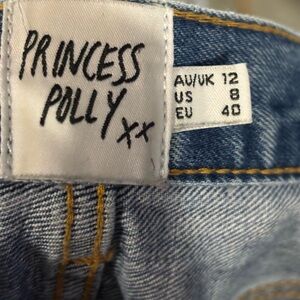 PRINCESS
POLLY xx
AU/UK 12
US 8
EU 40